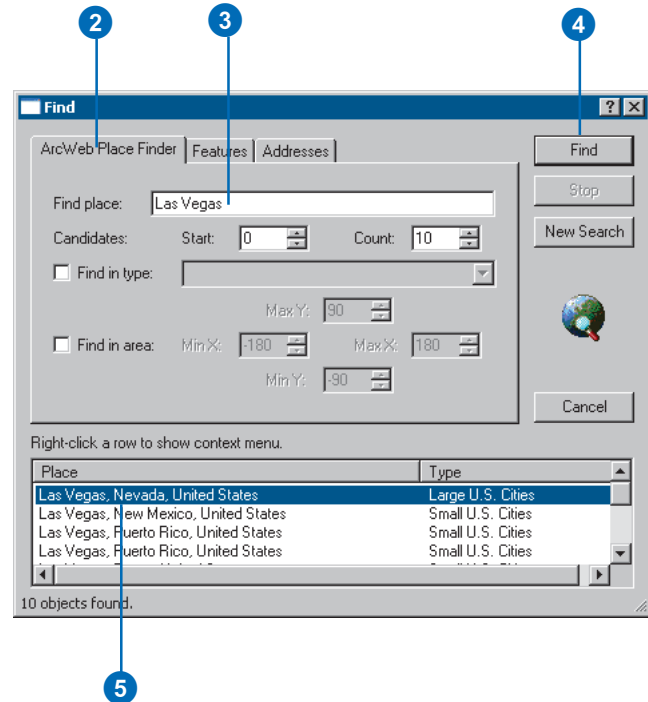 2 3 4
Find
ArcWeb Place Finder Features Addresses
Find
Find place: Las Vegas
Stop
Candidates: Start: 0 Count: 10
New Search
Find in type:
Max Y: 90
Find in area: Min X: -180 Max X: 180
Min Y: -90
Cancel
Right-click a row to show context menu.
Place Type
Las Vegas, Nevada, United States Large U.S. Cities
Las Vegas, New Mexico, United States Small U.S. Cities
Las Vegas, Puerto Rico, United States Small U.S. Cities
Las Vegas, Puerto Rico, United States Small U.S. Cities
10 objects found.
5